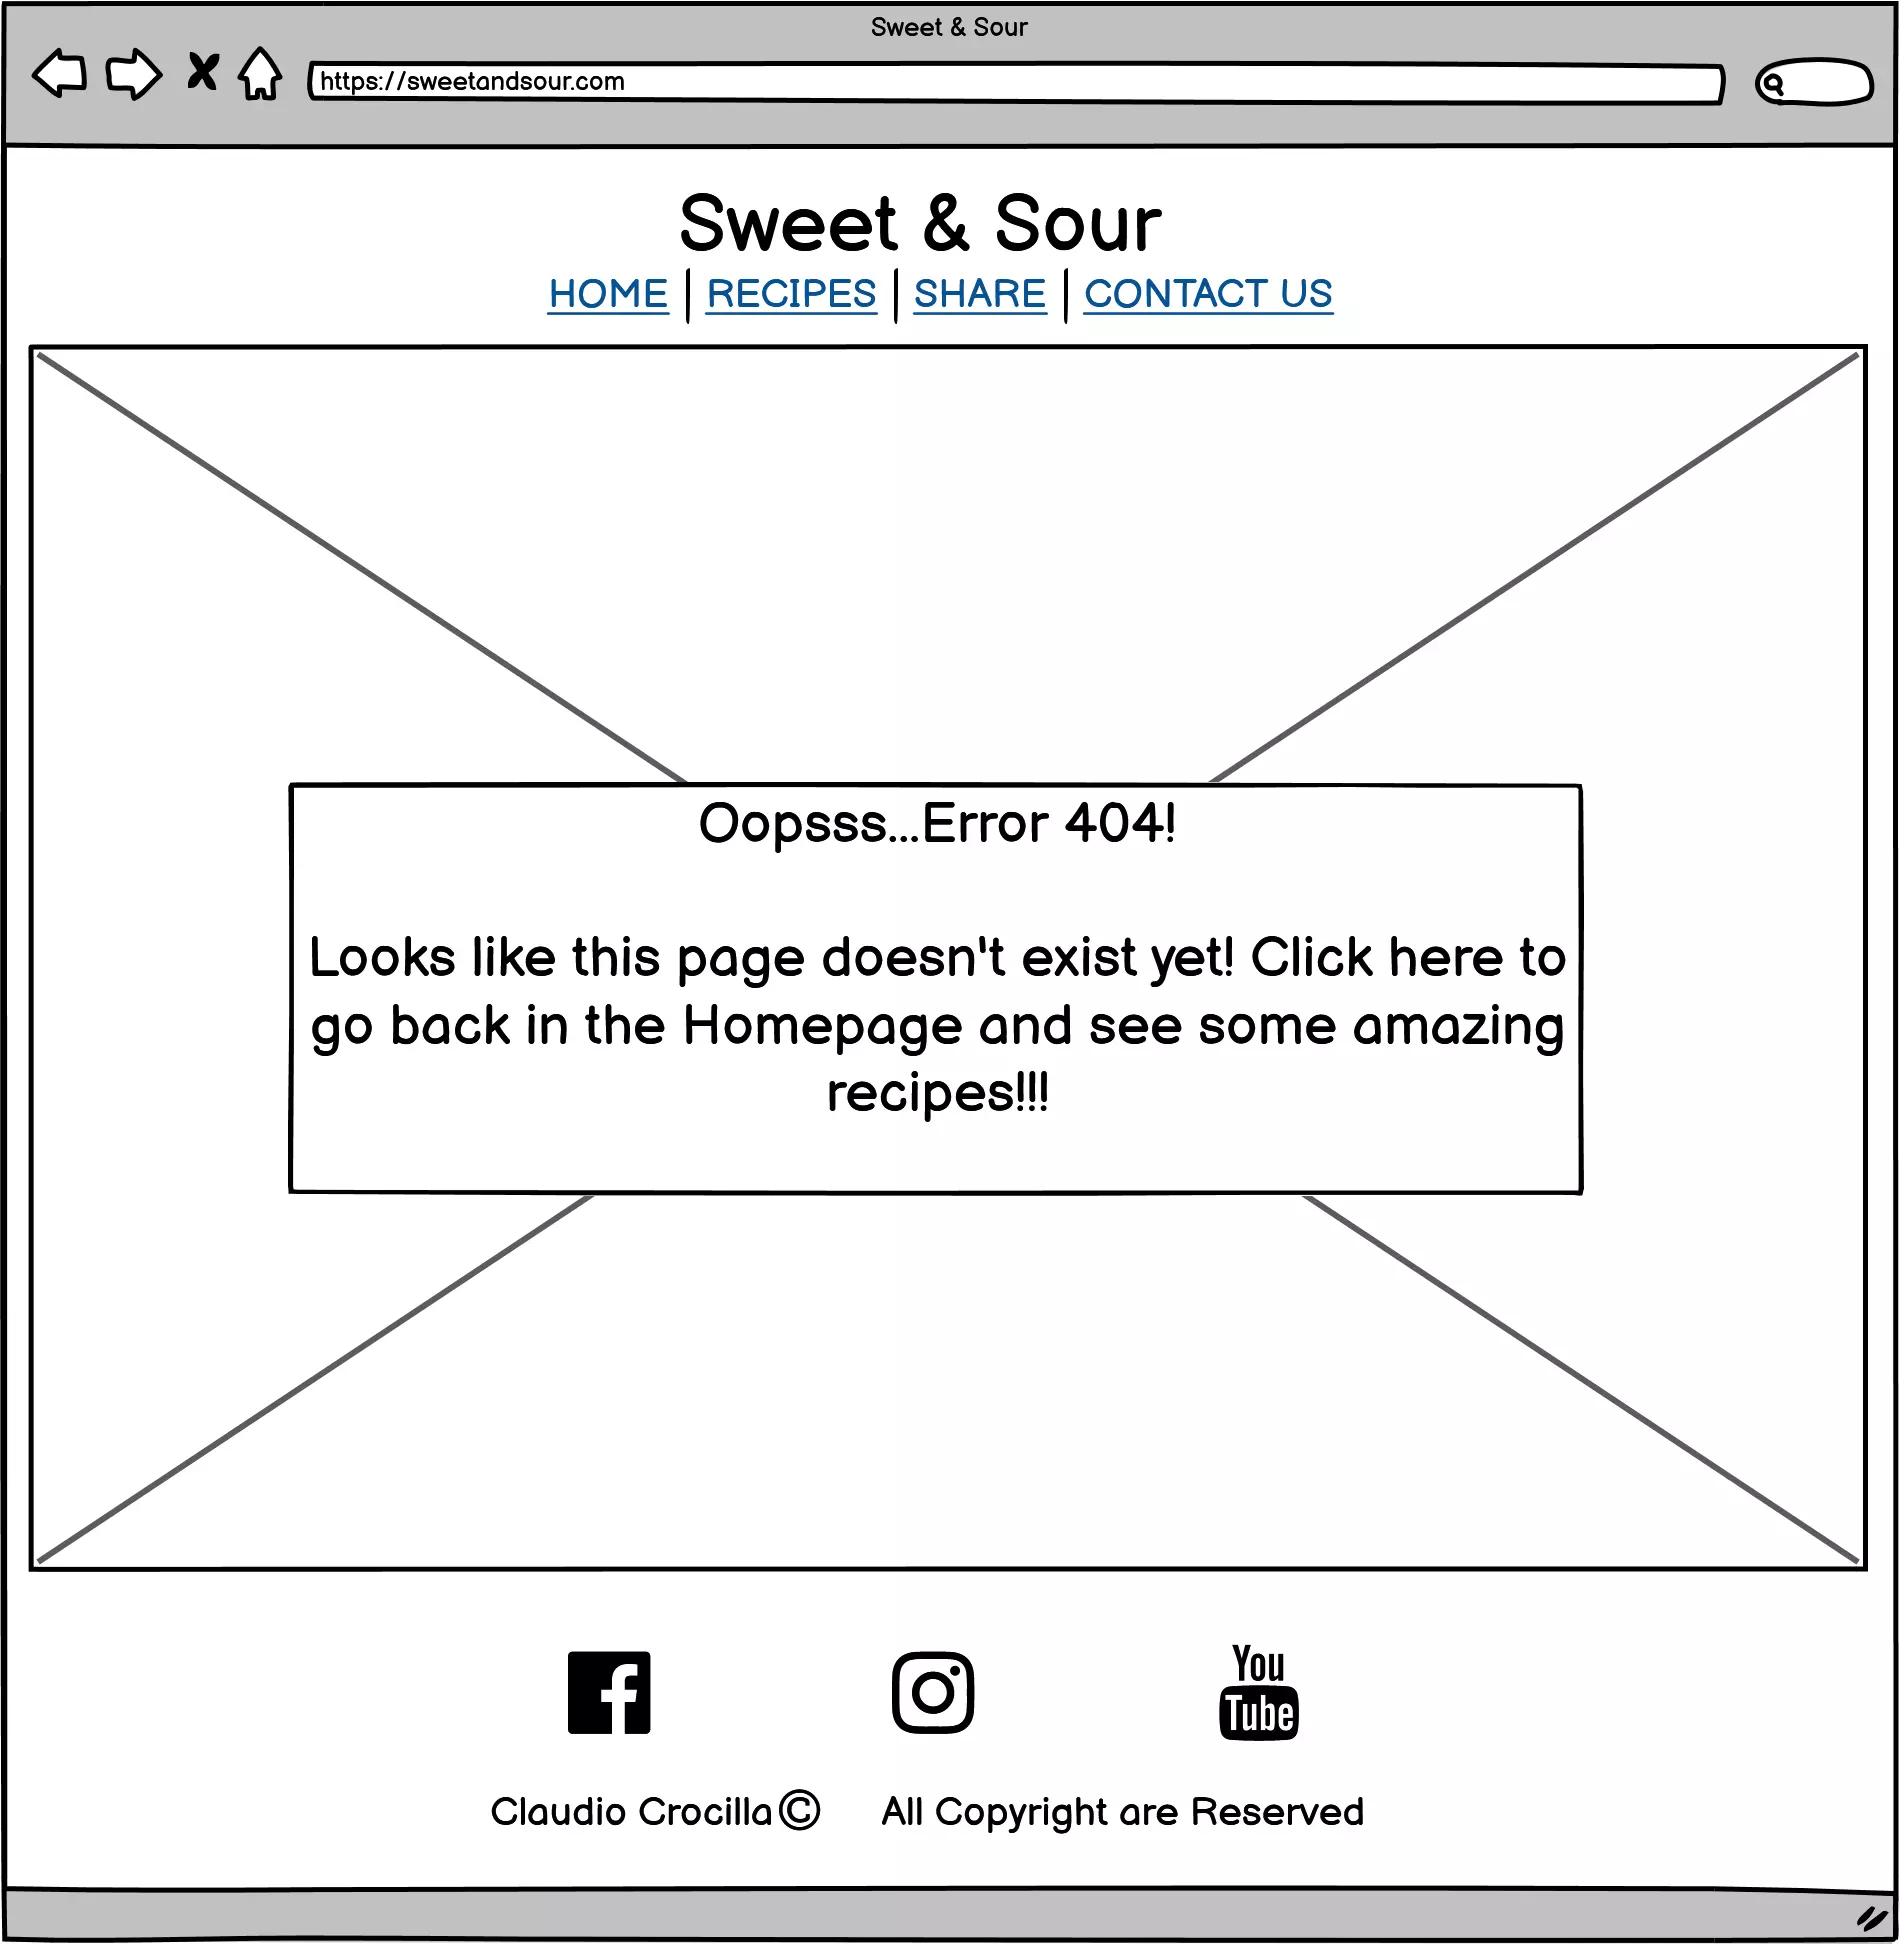 Sweet & Sour
https://sweetandsour.com
Sweet & Sour
HOME | RECIPES | SHARE | CONTACT US
Oopsss...Error 404!
Looks like this page doesn't exist yet! Click here to
go back in the Homepage and see some amazing
recipes!!!
f
You
Tube
Claudio Crocilla© All Copyright are Reserved